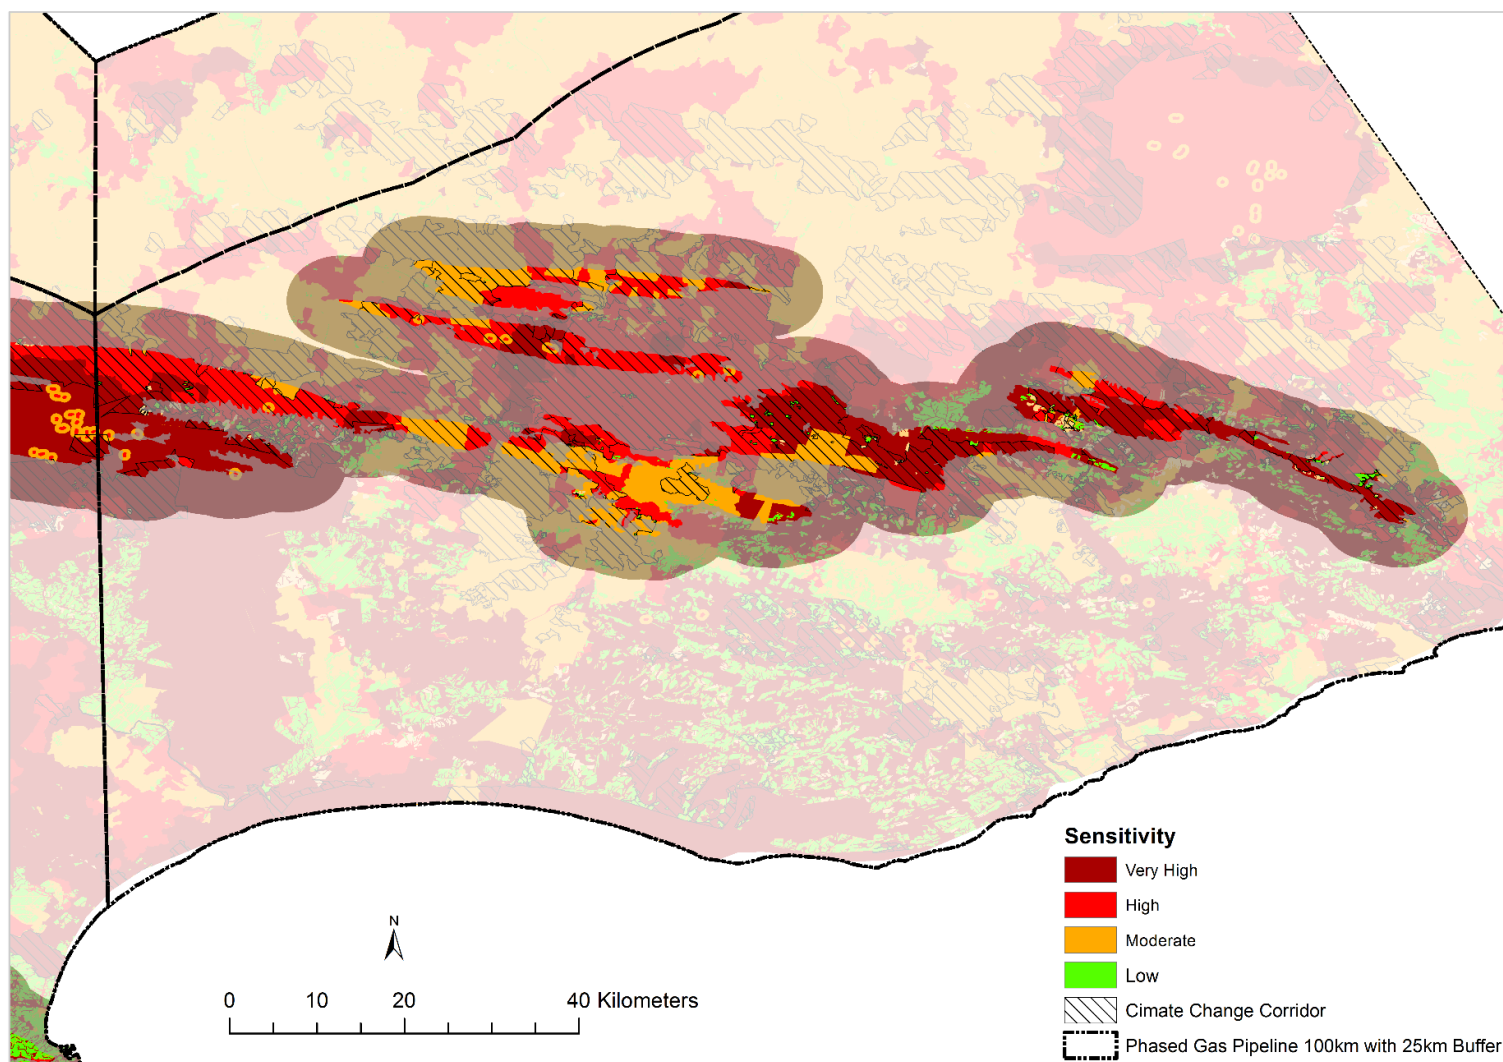 Sensitivity
Very High
High
Moderate
Low
Cimate Change Corridor
Phased Gas Pipeline 100km with 25km Buffer
N
0 10 20 40 Kilometers